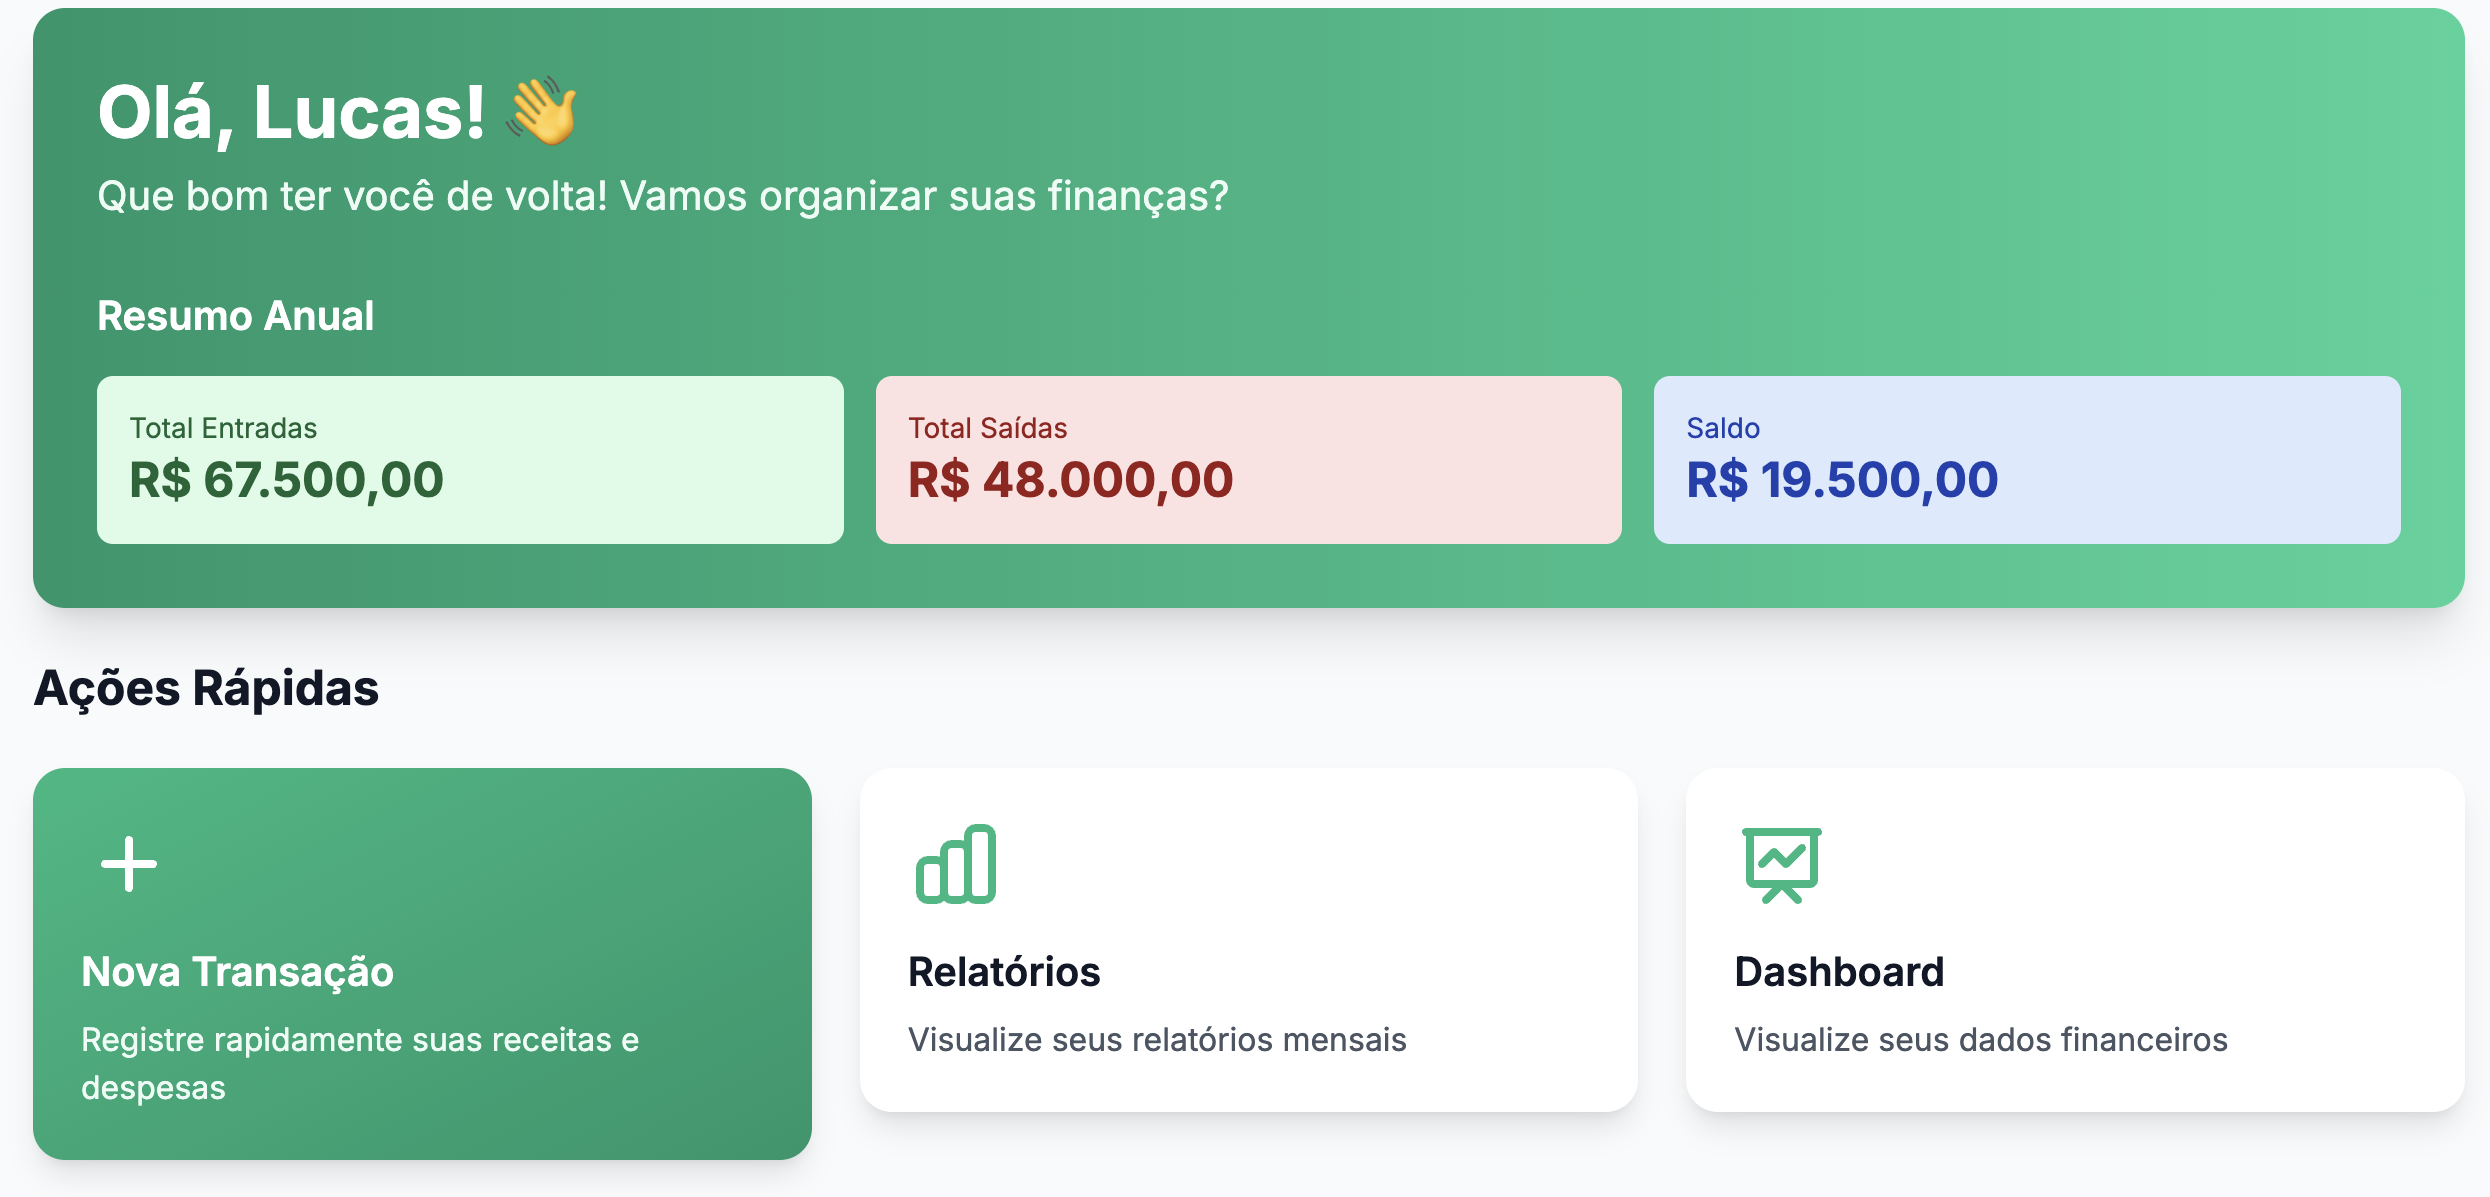 Olá, Lucas! 👋
Que bom ter você de volta! Vamos organizar suas finanças?
Resumo Anual
Total Entradas
R$ 67.500,00
Total Saídas
R$ 48.000,00
Saldo
R$ 19.500,00
Ações Rápidas
Nova Transação
Registre rapidamente suas receitas e
despesas
Relatórios
Visualize seus relatórios mensais
Dashboard
Visualize seus dados financeiros